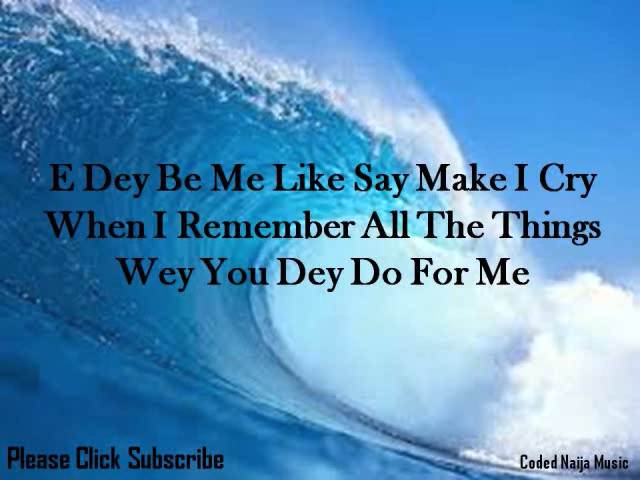 E Dey Be Me Like Say Make I Cry
When I Remember All The Things
Wey You Dey Do For Me
Please Click Subscribe
Coded Naija Music